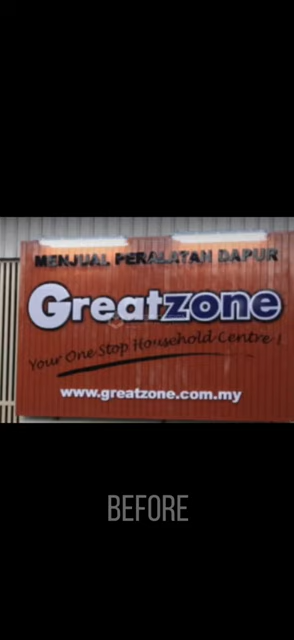 MENJUAL PERALATAN DAPUR
Greatzone
Your One Stop Household Centre!
www.greatzone.com.my
BEFORE